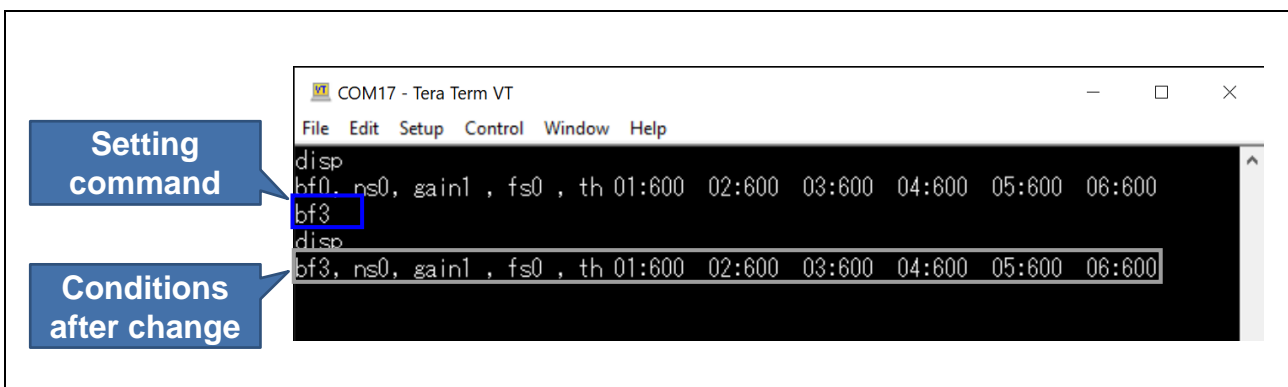 COM17 - Tera Term VT
File Edit Setup Control Window Help
Setting
command
disp
bf0, ns0, gain1 , fs0 , th 01:600 02:600 03:600 04:600 05:600 06:600
bf3
disp
bf3, ns0, gain1 , fs0 , th 01:600 02:600 03:600 04:600 05:600 06:600
Conditions
after change